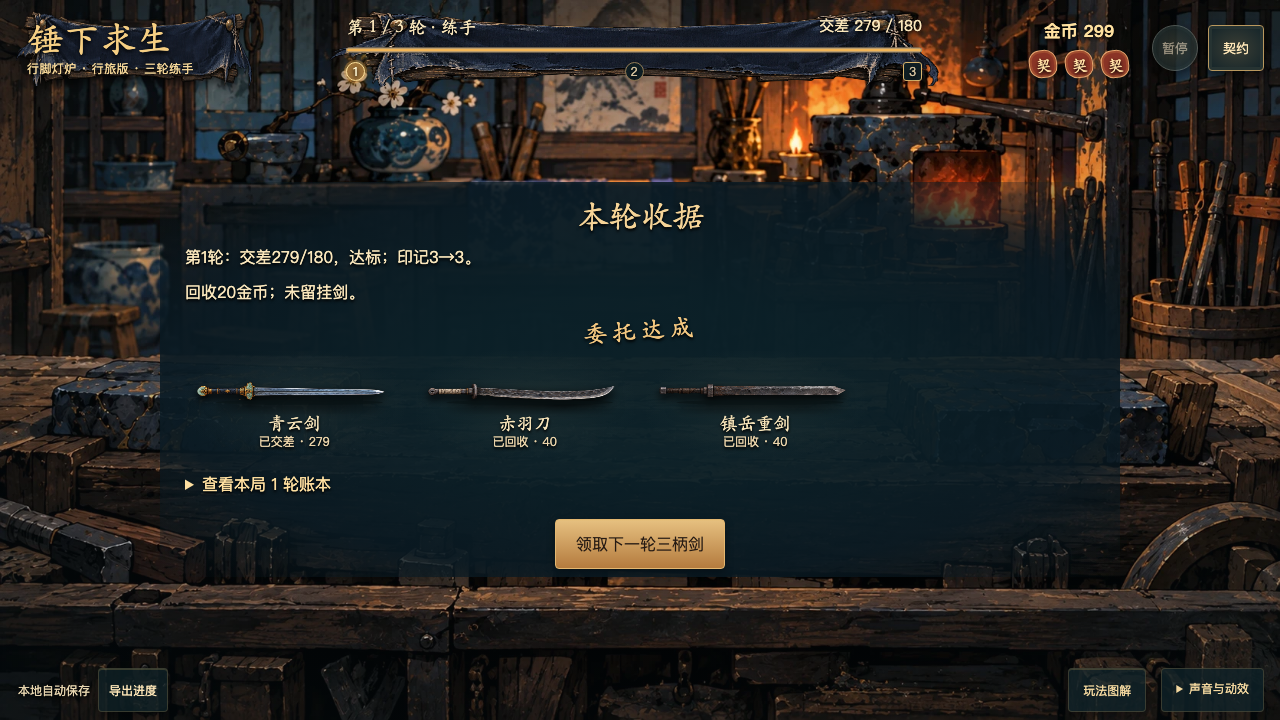 锤下求生
行脚灯炉 · 行旅版 · 三轮练手
第 1 / 3 轮 · 练手
交差 279 / 180
1
2
3
金币 299
契 契 契
暂停
契约
本轮收据
第1轮：交差279/180，达标；印记3→3。
回收20金币；未留挂剑。
委托达成
青云剑
已交差 · 279
赤羽刀
已回收 · 40
镇岳重剑
已回收 · 40
▶ 查看本局 1 轮账本
领取下一轮三柄剑
本地自动保存
导出进度
玩法图解
▶ 声音与动效